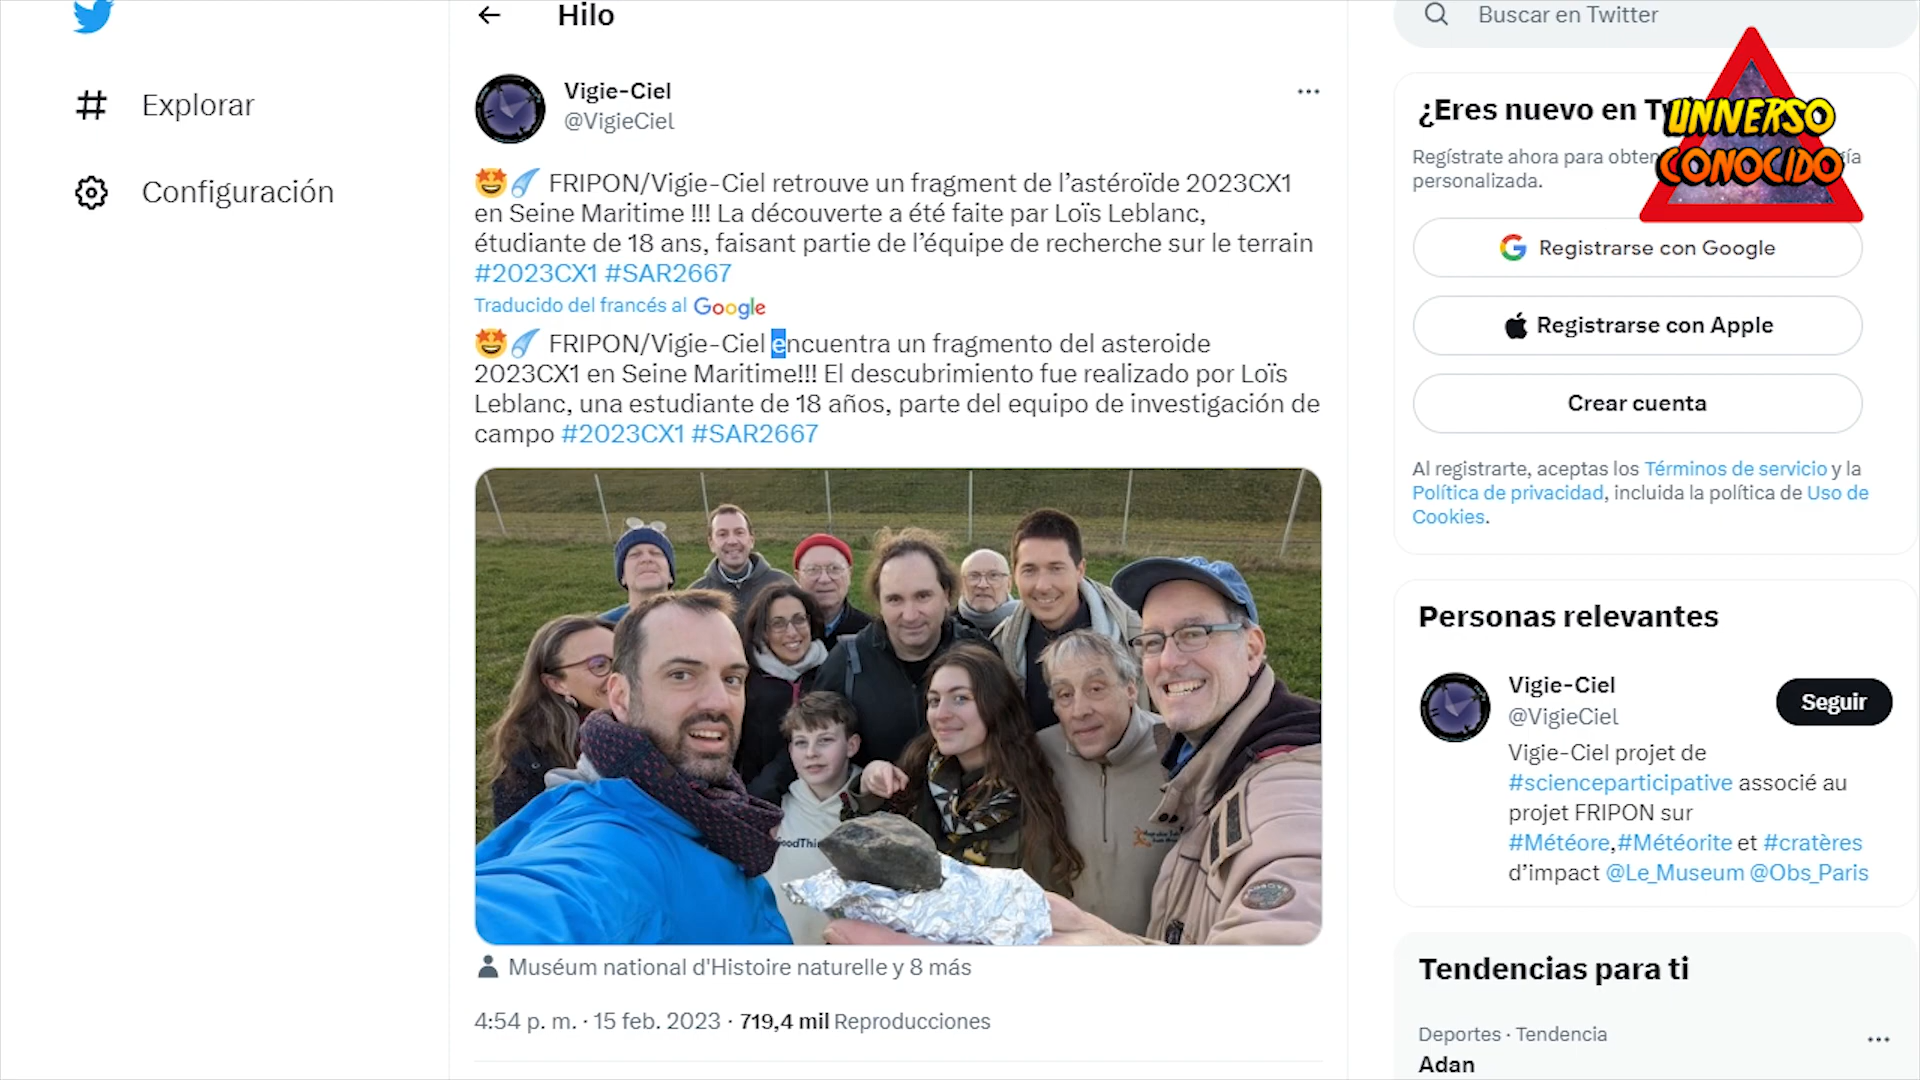 Hilo
Buscar en Twitter
Explorar
Configuración
Vigie-Ciel
@VigieCiel
FRIPON/Vigie-Ciel retrouve un fragment de l’astéroïde 2023CX1
en Seine Maritime !!! La découverte a été faite par Loïs Leblanc,
étudiante de 18 ans, faisant partie de l’équipe de recherche sur le terrain
#2023CX1 #SAR2667
Traducido del francés al Google
FRIPON/Vigie-Ciel encuentra un fragmento del asteroide
2023CX1 en Seine Maritime!!! El descubrimiento fue realizado por Loïs
Leblanc, una estudiante de 18 años, parte del equipo de investigación de
campo #2023CX1 #SAR2667
Muséum national d'Histoire naturelle y 8 más
4:54 p. m. · 15 feb. 2023 · 719,4 mil Reproducciones
¿Eres nuevo en Tw
UNIVERSO
CONOCIDO
Regístrate ahora para obten
personalizada.
Registrarse con Google
Registrarse con Apple
Crear cuenta
Al registrarte, aceptas los Términos de servicio y la
Política de privacidad, incluida la política de Uso de
Cookies.
Personas relevantes
Vigie-Ciel
@VigieCiel
Seguir
Vigie-Ciel projet de
#scienceparticipative associé au
projet FRIPON sur
#Météore,#Météorite et #cratères
d’impact @Le_Museum @Obs_Paris
Tendencias para ti
Deportes · Tendencia
Adan